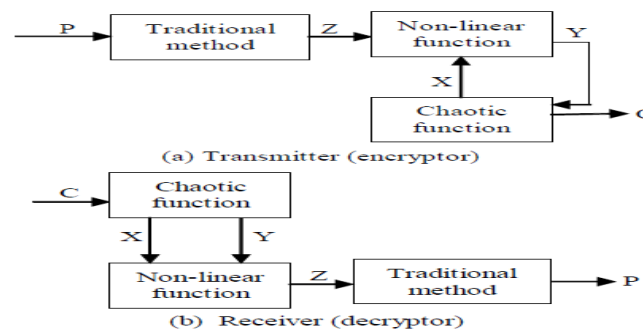 P
Traditional
method
Z
Non-linear
function
Y
X
Chaotic
function
(a) Transmitter (encryptor)
C
Chaotic
function
X
Y
Non-linear
function
Z
Traditional
method
P
(b) Receiver (decryptor)